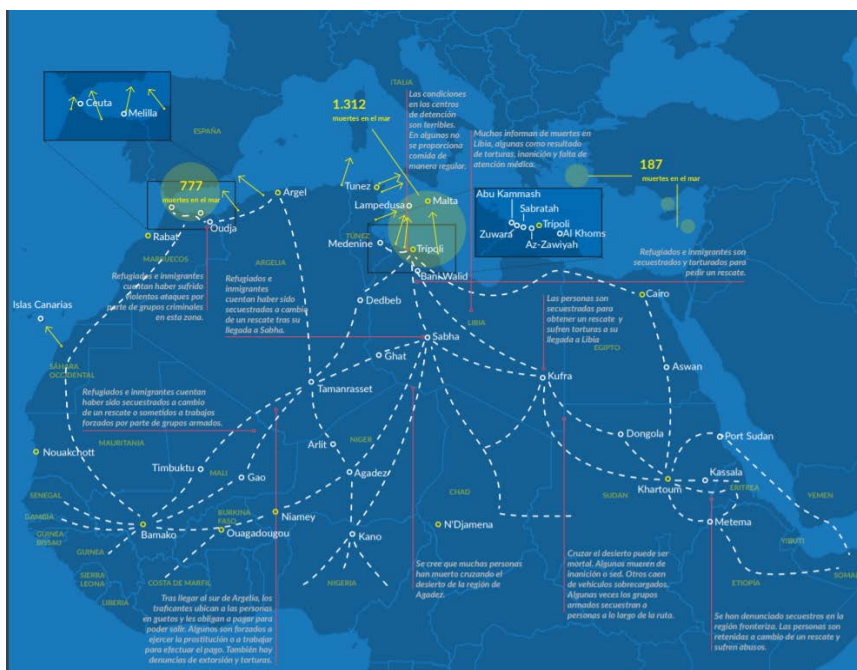 ITALIA
Las condiciones
en los centros
de detención
son terribles.
En algunos no
se proporciona
comida de
manera regular.
1.312
muertes en el mar
Muchos informan de muertes en
Libia, algunas como resultado
de torturas, inanición y falta de
atención médica.
187
muertes en el mar
Ceuta
Melilla
ESPAÑA
777
muertes en el mar
Argel
Tunez
Lampedusa
Malta
Abu Kammash
Sabratah
Tripoli
Zuwara
Al Khoms
Az-Zawiyah
Oudja
Rabat
MARRUECOS
ARGELIA
TÚNEZ
Medenine
Tripoli
Bani Walid
Refugiados e inmigrantes son
secuestrados y torturados para
pedir un rescate.
Refugiados e inmigrantes
cuentan haber sufrido
violentos ataques por
parte de grupos criminales
en esta zona.
Refugiados e
inmigrantes
cuentan haber sido
secuestrados a cambio
de un rescate tras su
llegada a Sabha.
Dedbeb
LIBIA
Las personas son
secuestradas para
obtener un rescate y
sufren torturas a su
llegada a Libia
Cairo
EGIPTO
Islas Canarias
SÁHARA
OCCIDENTAL
Sabha
Ghat
Tamanrasset
Kufra
Aswan
Refugiados e inmigrantes cuentan
haber sido secuestrados a cambio
de un rescate o sometidos a trabajos
forzados por parte de grupos armados.
MAURITANIA
Nouakchott
Timbuktu
MALI
Gao
Arlit
NIGER
Agadez
Dongola
Port Sudan
Kassala
Khartoum
ERITREA
YEMEN
SENEGAL
GAMBIA
GUINEA
BISSAU
GUINEA
SIERRA
LEONA
LIBERIA
Bamako
BURKINA
FASO
Ouagadougou
Niamey
Kano
CHAD
N'Djamena
SUDAN
Metema
YIBUTI
COSTA DE MARFIL
NIGERIA
ETIOPÍA
SOMA
Se cree que muchas personas
han muerto cruzando el
desierto de la región de
Agadez.
Cruzar el desierto puede ser
mortal. Algunos mueren de
inanición o sed. Otros caen
de vehículos sobrecargados.
Algunas veces los grupos
armados secuestran a
personas a lo largo de la ruta.
Tras llegar al sur de Argelia, los
traficantes ubican a las personas
en guetos y les obligan a pagar para
poder salir. Algunos son forzados a
ejercer la prostitución o a trabajar
para efectuar el pago. También hay
denuncias de extorsión y torturas.
Se han denunciado secuestros en la
región fronteriza. Las personas son
retenidas a cambio de un rescate y
sufren abusos.